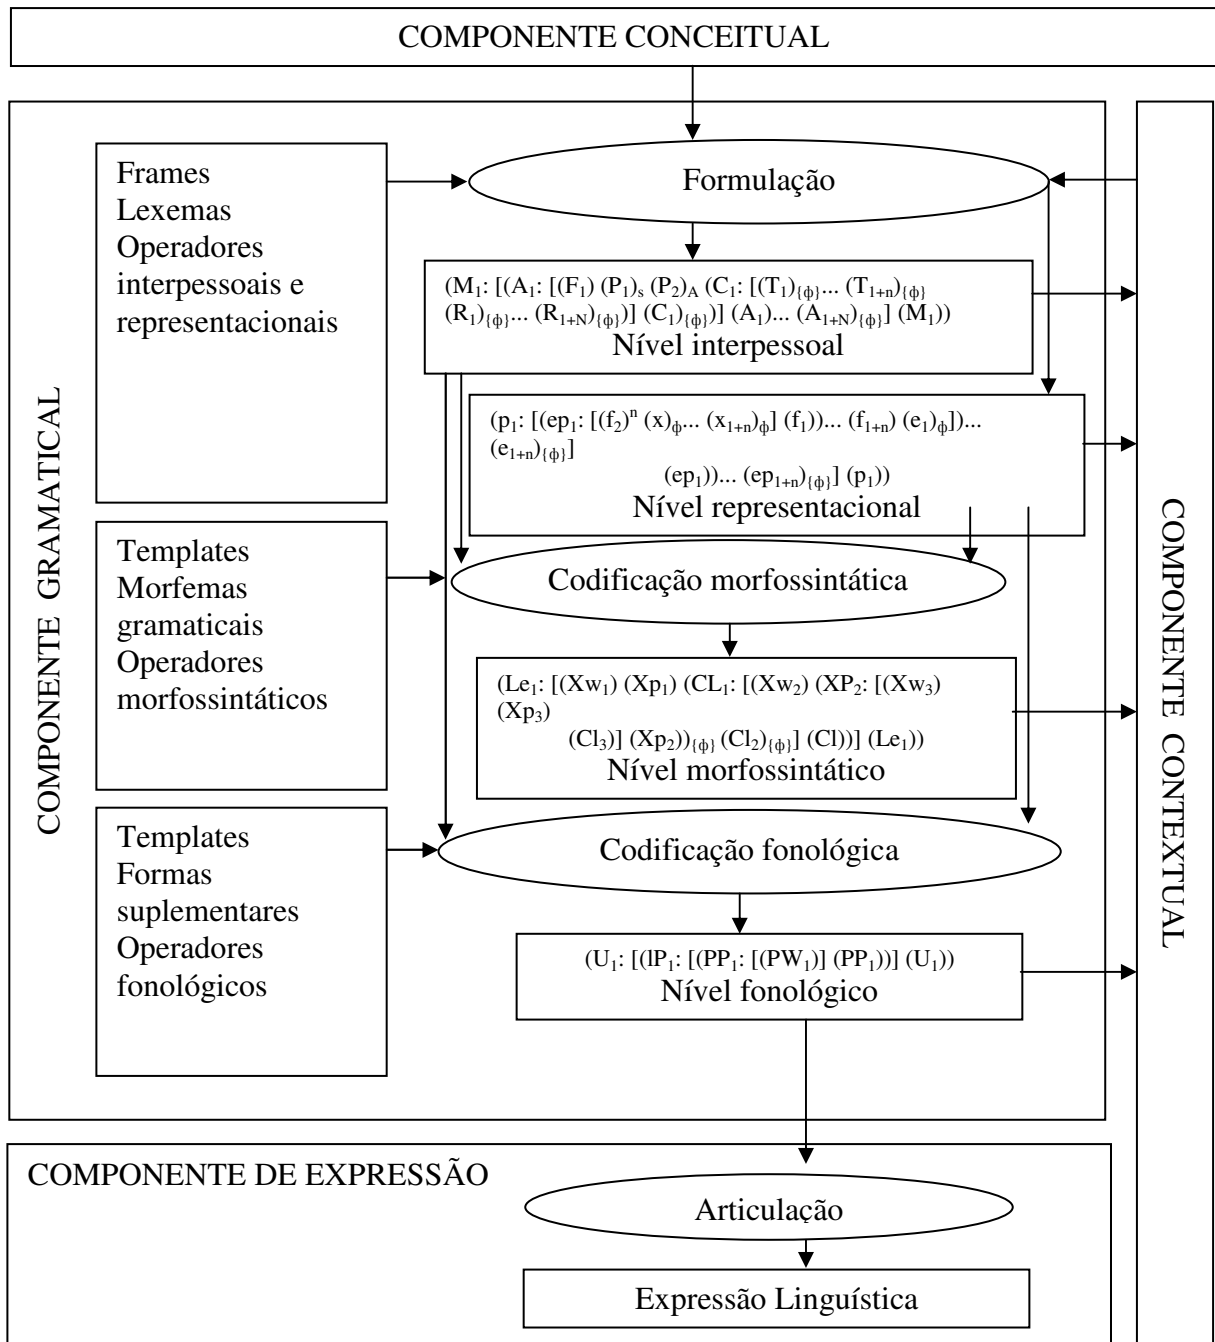 COMPONENTE CONCEITUAL
COMPONENTE GRAMATICAL
Frames
Lexemas
Operadores
interpessoais e
representacionais
Formulação
(M₁: [(A₁: [(F₁) (P₁)ₛ (P₂)A (C₁: [(T₁){ϕ}... (T₁₊ₙ){ϕ}
(R₁){ϕ}... (R₁₊N){ϕ})] (C₁){ϕ})] (A₁)... (A₁₊N){ϕ}] (M₁))
Nível interpessoal
(p₁: [(ep₁: [(f₂)ⁿ (x)ϕ... (x₁₊ₙ)ϕ] (f₁))... (f₁₊ₙ) (e₁)ϕ])...
(e₁₊ₙ){ϕ}]
(ep₁))... (ep₁₊ₙ){ϕ}] (p₁))
Nível representacional
Templates
Morfemas
gramaticais
Operadores
morfossintáticos
Codificação morfossintática
(Le₁: [(Xw₁) (Xp₁) (CL₁: [(Xw₂) (XP₂: [(Xw₃)
(Xp₃)
(Cl₃)] (Xp₂)){ϕ} (Cl₂){ϕ}] (Cl))] (Le₁))
Nível morfossintático
Templates
Formas
suplementares
Operadores
fonológicos
Codificação fonológica
(U₁: [(lP₁: [(PP₁: [(PW₁)] (PP₁))] (U₁))
Nível fonológico
COMPONENTE CONTEXTUAL
COMPONENTE DE EXPRESSÃO
Articulação
Expressão Linguística